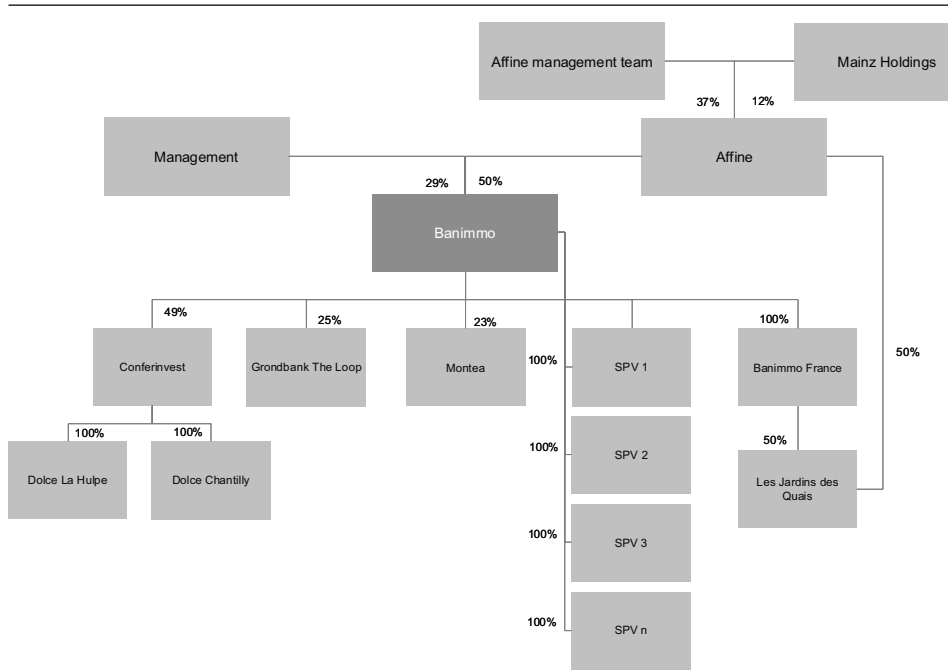 Affine management team
Mainz Holdings
37%
12%
Management
Affine
29%
50%
Banimmo
49%
25%
23%
100%
50%
Conferinvest
Grondbank The Loop
Montea
100%
SPV 1
Banimmo France
100%
100%
50%
Dolce La Hulpe
Dolce Chantilly
100%
SPV 2
Les Jardins des
Quais
100%
SPV 3
100%
SPV n